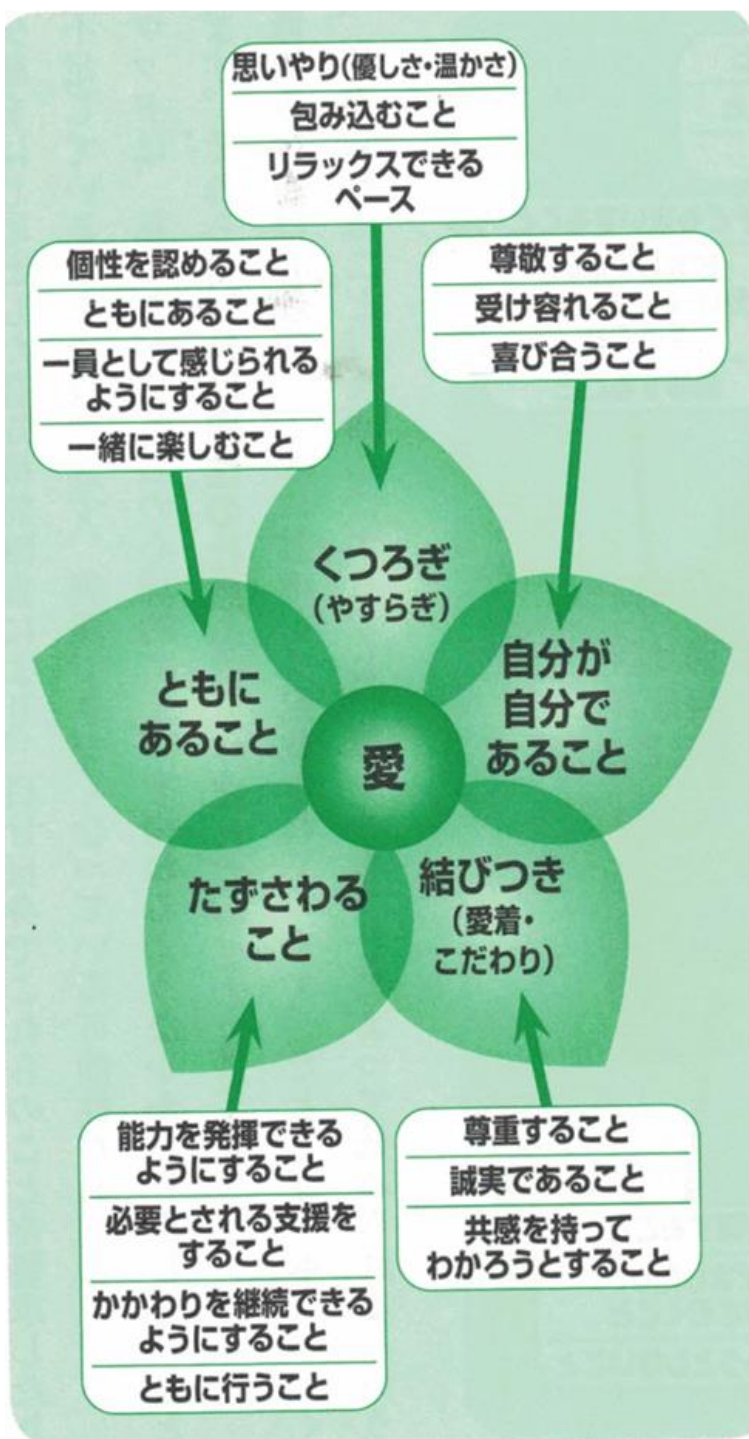 思いやり(優しさ・温かさ)
包み込むこと
リラックスできる
ペース
個性を認めること
ともにあること
一員として感じられる
ようにすること
一緒に楽しむこと
尊敬すること
受け容れること
喜び合うこと
くつろぎ
(やすらぎ)
ともに
あること
自分が
自分で
あること
愛
たずさわる
こと
結びつき
(愛着・
こだわり)
能力を発揮できる
ようにすること
必要とされる支援を
すること
かかわりを継続できる
ようにすること
ともに行うこと
尊重すること
誠実であること
共感を持って
わかろうとすること